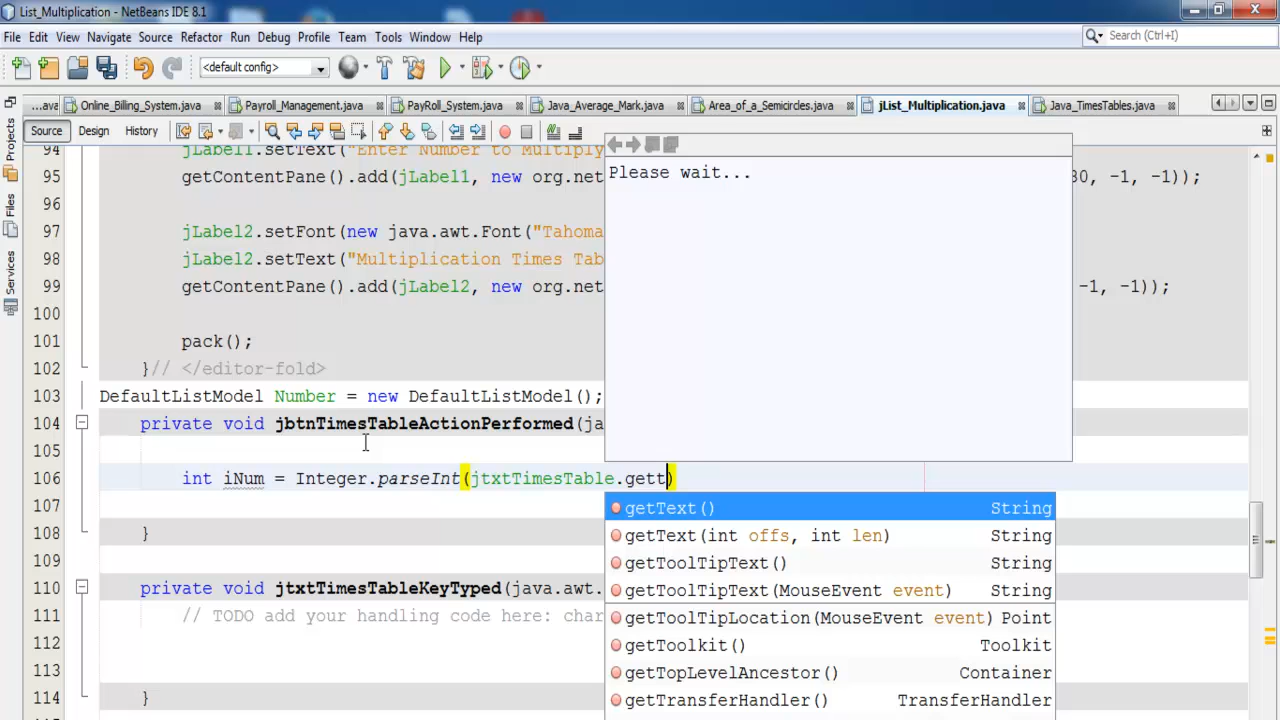 List_Multiplication - NetBeans IDE 8.1
File Edit View Navigate Source Refactor Run Debug Profile Team Tools Window Help
Search (Ctrl+I)
<default config>
...ava Online_Billing_System.java Payroll_Management.java PayRoll_System.java Java_Average_Mark.java Area_of_a_Semicirdes.java jList_Multiplication.java Java_TimesTables.java
Source Design History
Projects
Files
Services
94 jLabel1.setText("Enter Number to Multiply
95 getContentPane().add(jLabel1, new org.net 30, -1, -1));
96
97 jLabel2.setFont(new java.awt.Font("Tahoma
98 jLabel2.setText("Multiplication Times Tab
99 getContentPane().add(jLabel2, new org.net -1, -1));
100
101 pack();
102 }// </editor-fold>
103 DefaultListModel Number = new DefaultListModel();
104 private void jbtnTimesTableActionPerformed(ja
105
106 int iNum = Integer.parseInt(jtxtTimesTable.gett)
107
108 }
109
110 private void jtxtTimesTableKeyTyped(java.awt.
111 // TODO add your handling code here: char
112
113
114 }
Please wait...
getText() String
getText(int offs, int len) String
getToolTipText() String
getToolTipText(MouseEvent event) String
getToolTipLocation(MouseEvent event) Point
getToolkit() Toolkit
getTopLevelAncestor() Container
getTransferHandler() TransferHandler